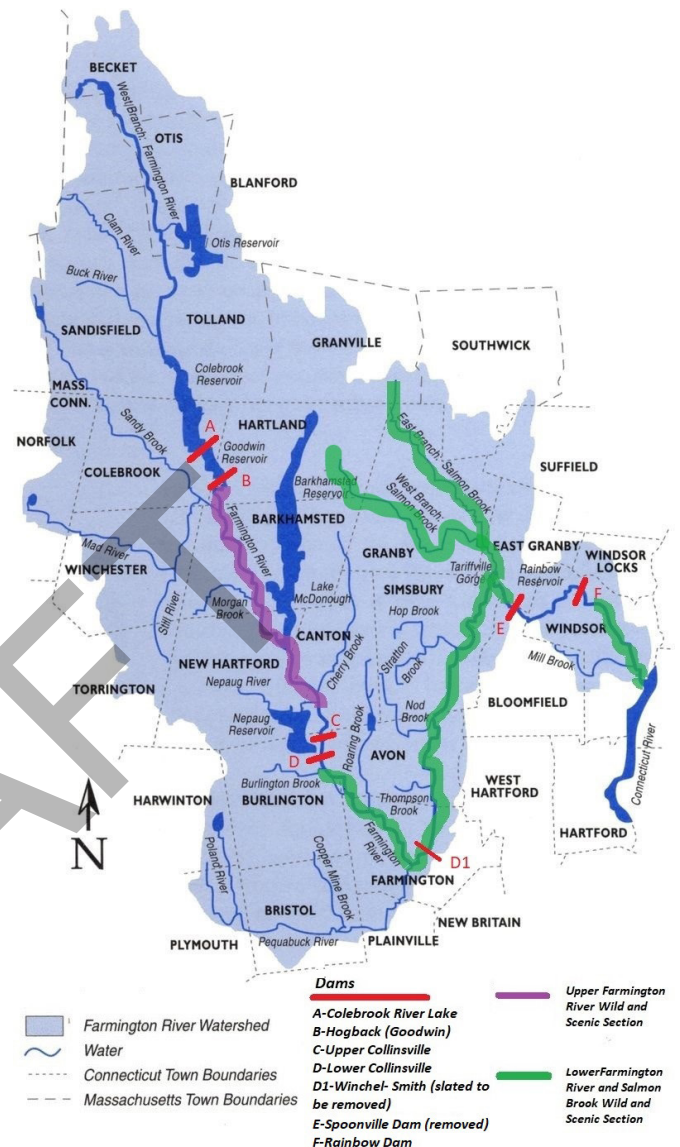 BECKET
West Branch: Farmington River
OTIS
BLANFORD
Clam River
Otis Reservoir
Buck River
SANDISFIELD
TOLLAND
GRANVILLE
SOUTHWICK
Colebrook
Reservoir
MASS.
CONN.
NORFOLK
Sandy Brook
A
HARTLAND
Goodwin
Reservoir
B
COLEBROOK
East Branch: Salmon Brook
SUFFIELD
Barkhamsted
Reservoir
West Branch:
Salmon Brook
BARKHAMSTED
Farmington River
Mad River
WINCHESTER
GRANBY
EAST GRANBY
WINDSOR
LOCKS
Tariffville
Gorge
Rainbow
Reservoir
Lake
McDonough
SIMSBURY
Hop Brook
E
F
WINDSOR
Still River
Morgan
Brook
CANTON
Cherry Brook
Stratton
Brook
Mill Brook
NEW HARTFORD
Nepaug River
TORRINGTON
Nod
Brook
BLOOMFIELD
Nepaug
Reservoir
C
D
Roaring Brook
AVON
Connecticut River
Burlington Brook
BURLINGTON
HARWINTON
Thompson
Brook
WEST
HARTFORD
HARTFORD
N
Farmington
River
D1
FARMINGTON
Poland River
Copper Mine Brook
BRISTOL
NEW BRITAIN
PLYMOUTH
Pequabuck River
PLAINVILLE
AFT
Farmington River Watershed
Water
Connecticut Town Boundaries
Massachusetts Town Boundaries
Dams
A-Colebrook River Lake
B-Hogback (Goodwin)
C-Upper Collinsville
D-Lower Collinsville
D1-Winchel- Smith (slated to
be removed)
E-Spoonville Dam (removed)
F-Rainbow Dam
Upper Farmington
River Wild and
Scenic Section
LowerFarmington
River and Salmon
Brook Wild and
Scenic Section